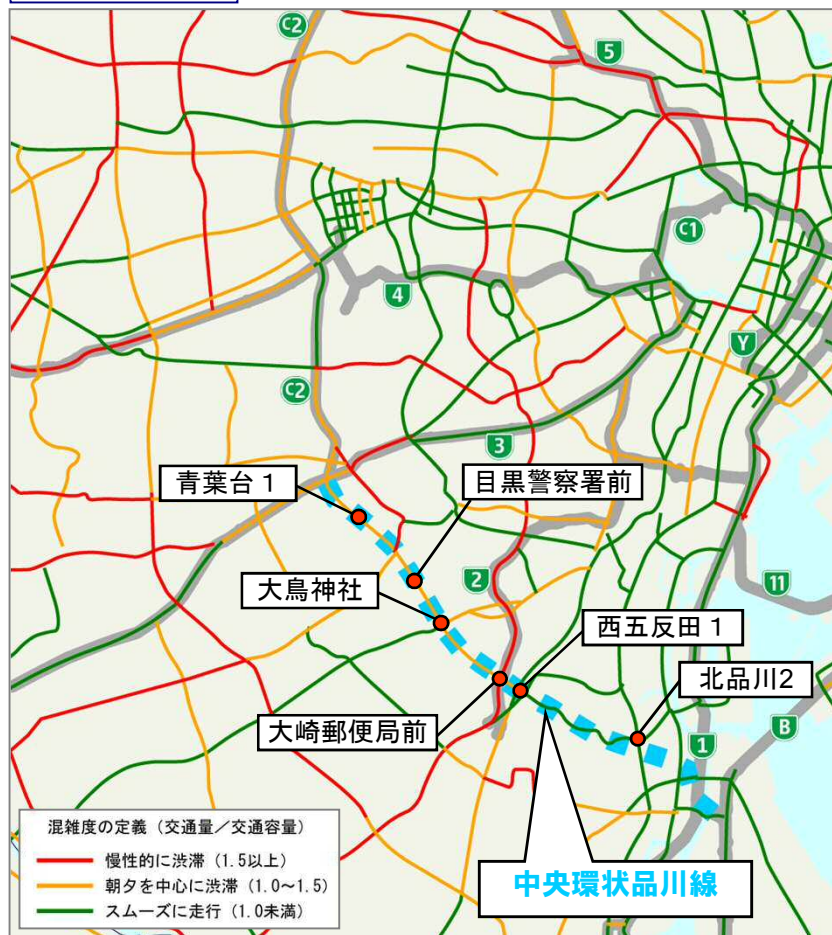 C2
5
C1
4
Y
C2
3
青葉台1
目黒警察署前
大鳥神社
2
11
西五反田1
北品川2
大崎郵便局前
1
B
中央環状品川線
混雑度の定義（交通量／交通容量）
慢性的に渋滞（1.5以上）
朝夕を中心に渋滞（1.0～1.5）
スムーズに走行（1.0未満）